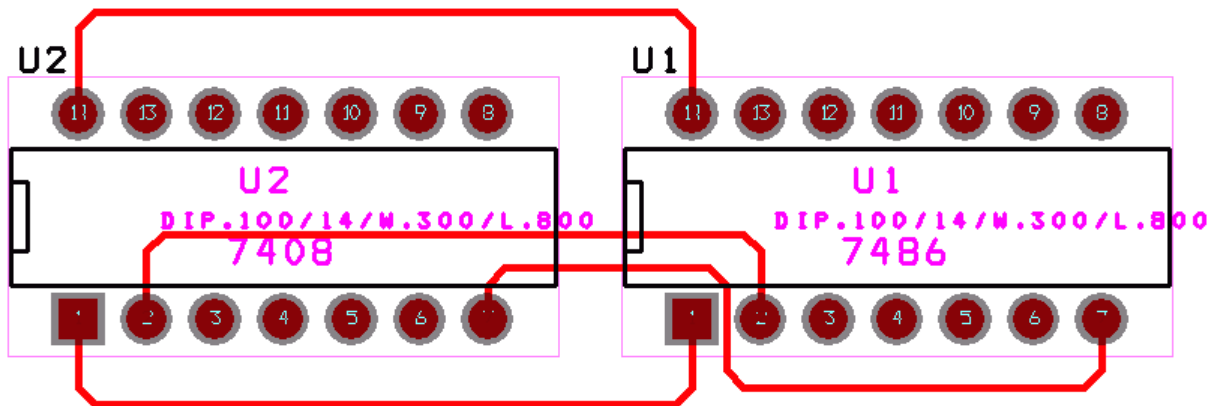 U2 U1
14 13 12 11 10 9 8 14 13 12 11 10 9 8
U2 U1
DIP.100/14/W.300/L.800 DIP.100/14/W.300/L.800
7408 7486
1 2 3 4 5 6 1 2 3 4 5 6 7